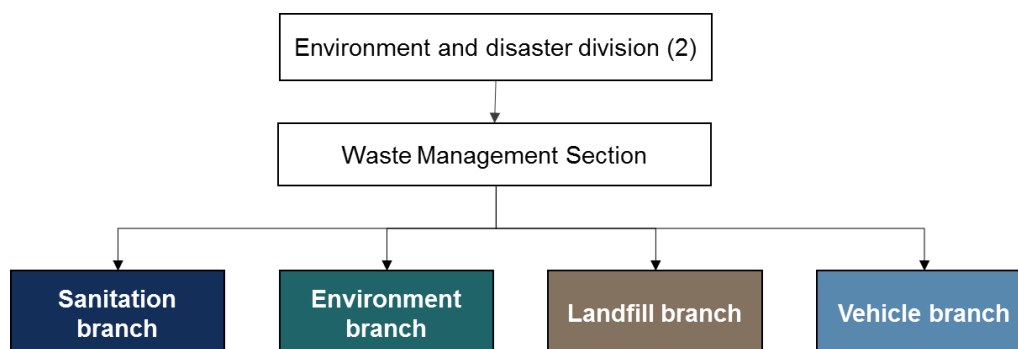 Environment and disaster division (2)
Waste Management Section
Sanitation
branch
Environment
branch
Landfill branch
Vehicle branch